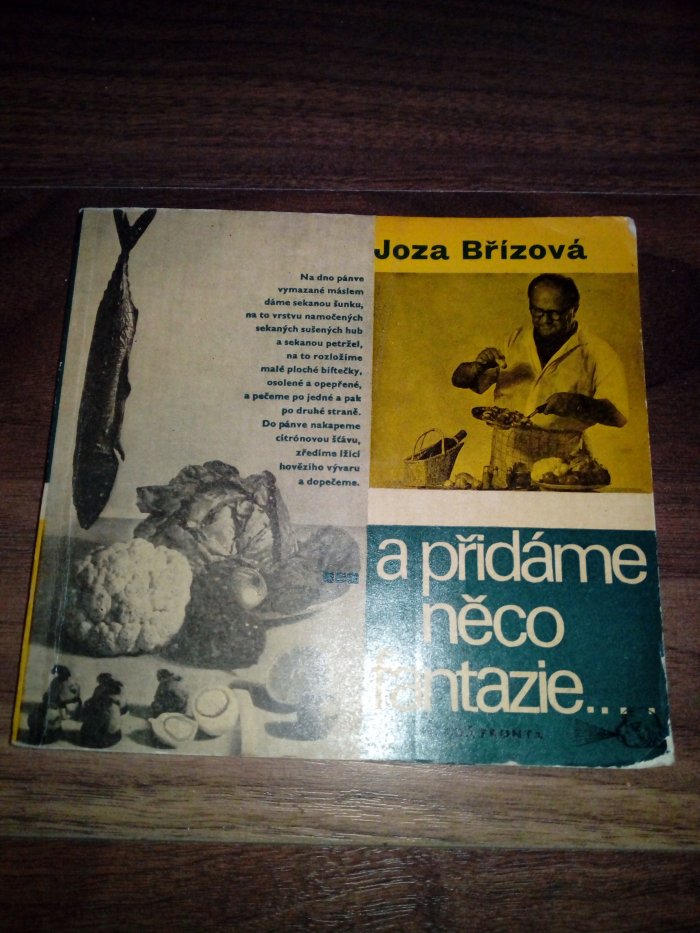 Joza Břízová
Na dno pánve
vymazané máslem
dáme sekanou šunku,
na to vrstvu namočených
sekaných sušených hub
a sekanou petržel,
na to rozložíme
malé ploché biftečky,
osolené a opepřené,
a pečeme po jedné a pak
po druhé straně.
Do pánve nakapeme
citrónovou šťávu,
zředíme lžící
hovězího vývaru
a dopečeme.
a přidáme
něco
fantazie....
FRONTA